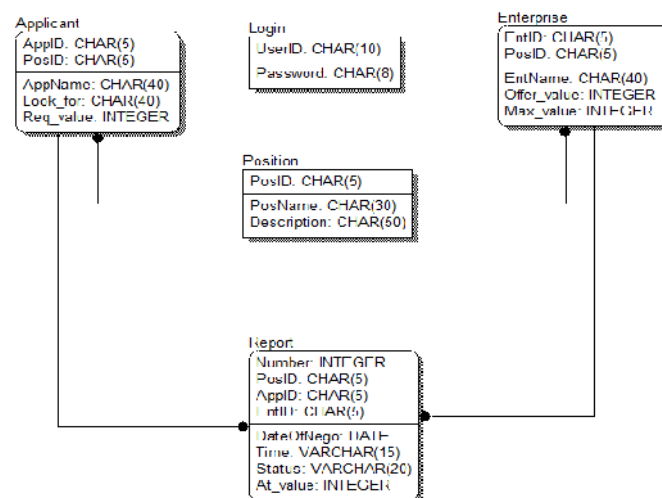 Applicant
AppID: CHAR(5)
PosID: CHAR(5)
AppName: CHAR(40)
Look_for: CHAR(40)
Req_value: INTEGER
Login
UserID: CHAR(10)
Password: CHAR(8)
Enterprise
EntID: CHAR(5)
PosID: CHAR(5)
EntName: CHAR(40)
Offer_value: INTEGER
Max_value: INTEGER
Position
PosID: CHAR(5)
PosName: CHAR(30)
Description: CHAR(50)
Report
Number: INTEGER
PosID: CHAR(5)
AppID: CHAR(5)
EntID: CHAR(5)
DateOfNego: DATE
Time: VARCHAR(15)
Status: VARCHAR(20)
At_value: INTEGER